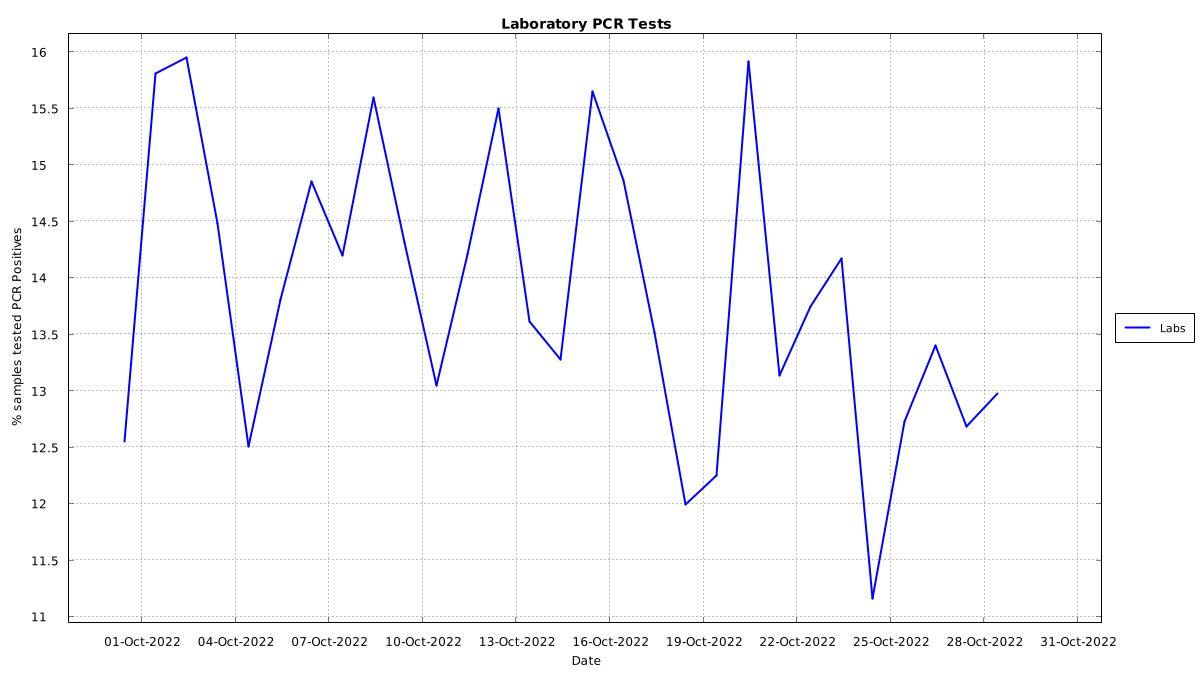 Laboratory PCR Tests
% samples tested PCR Positives
16
15.5
15
14.5
14
13.5
13
12.5
12
11.5
11
01-Oct-2022 04-Oct-2022 07-Oct-2022 10-Oct-2022 13-Oct-2022 16-Oct-2022 19-Oct-2022 22-Oct-2022 25-Oct-2022 28-Oct-2022 31-Oct-2022
Date
Labs